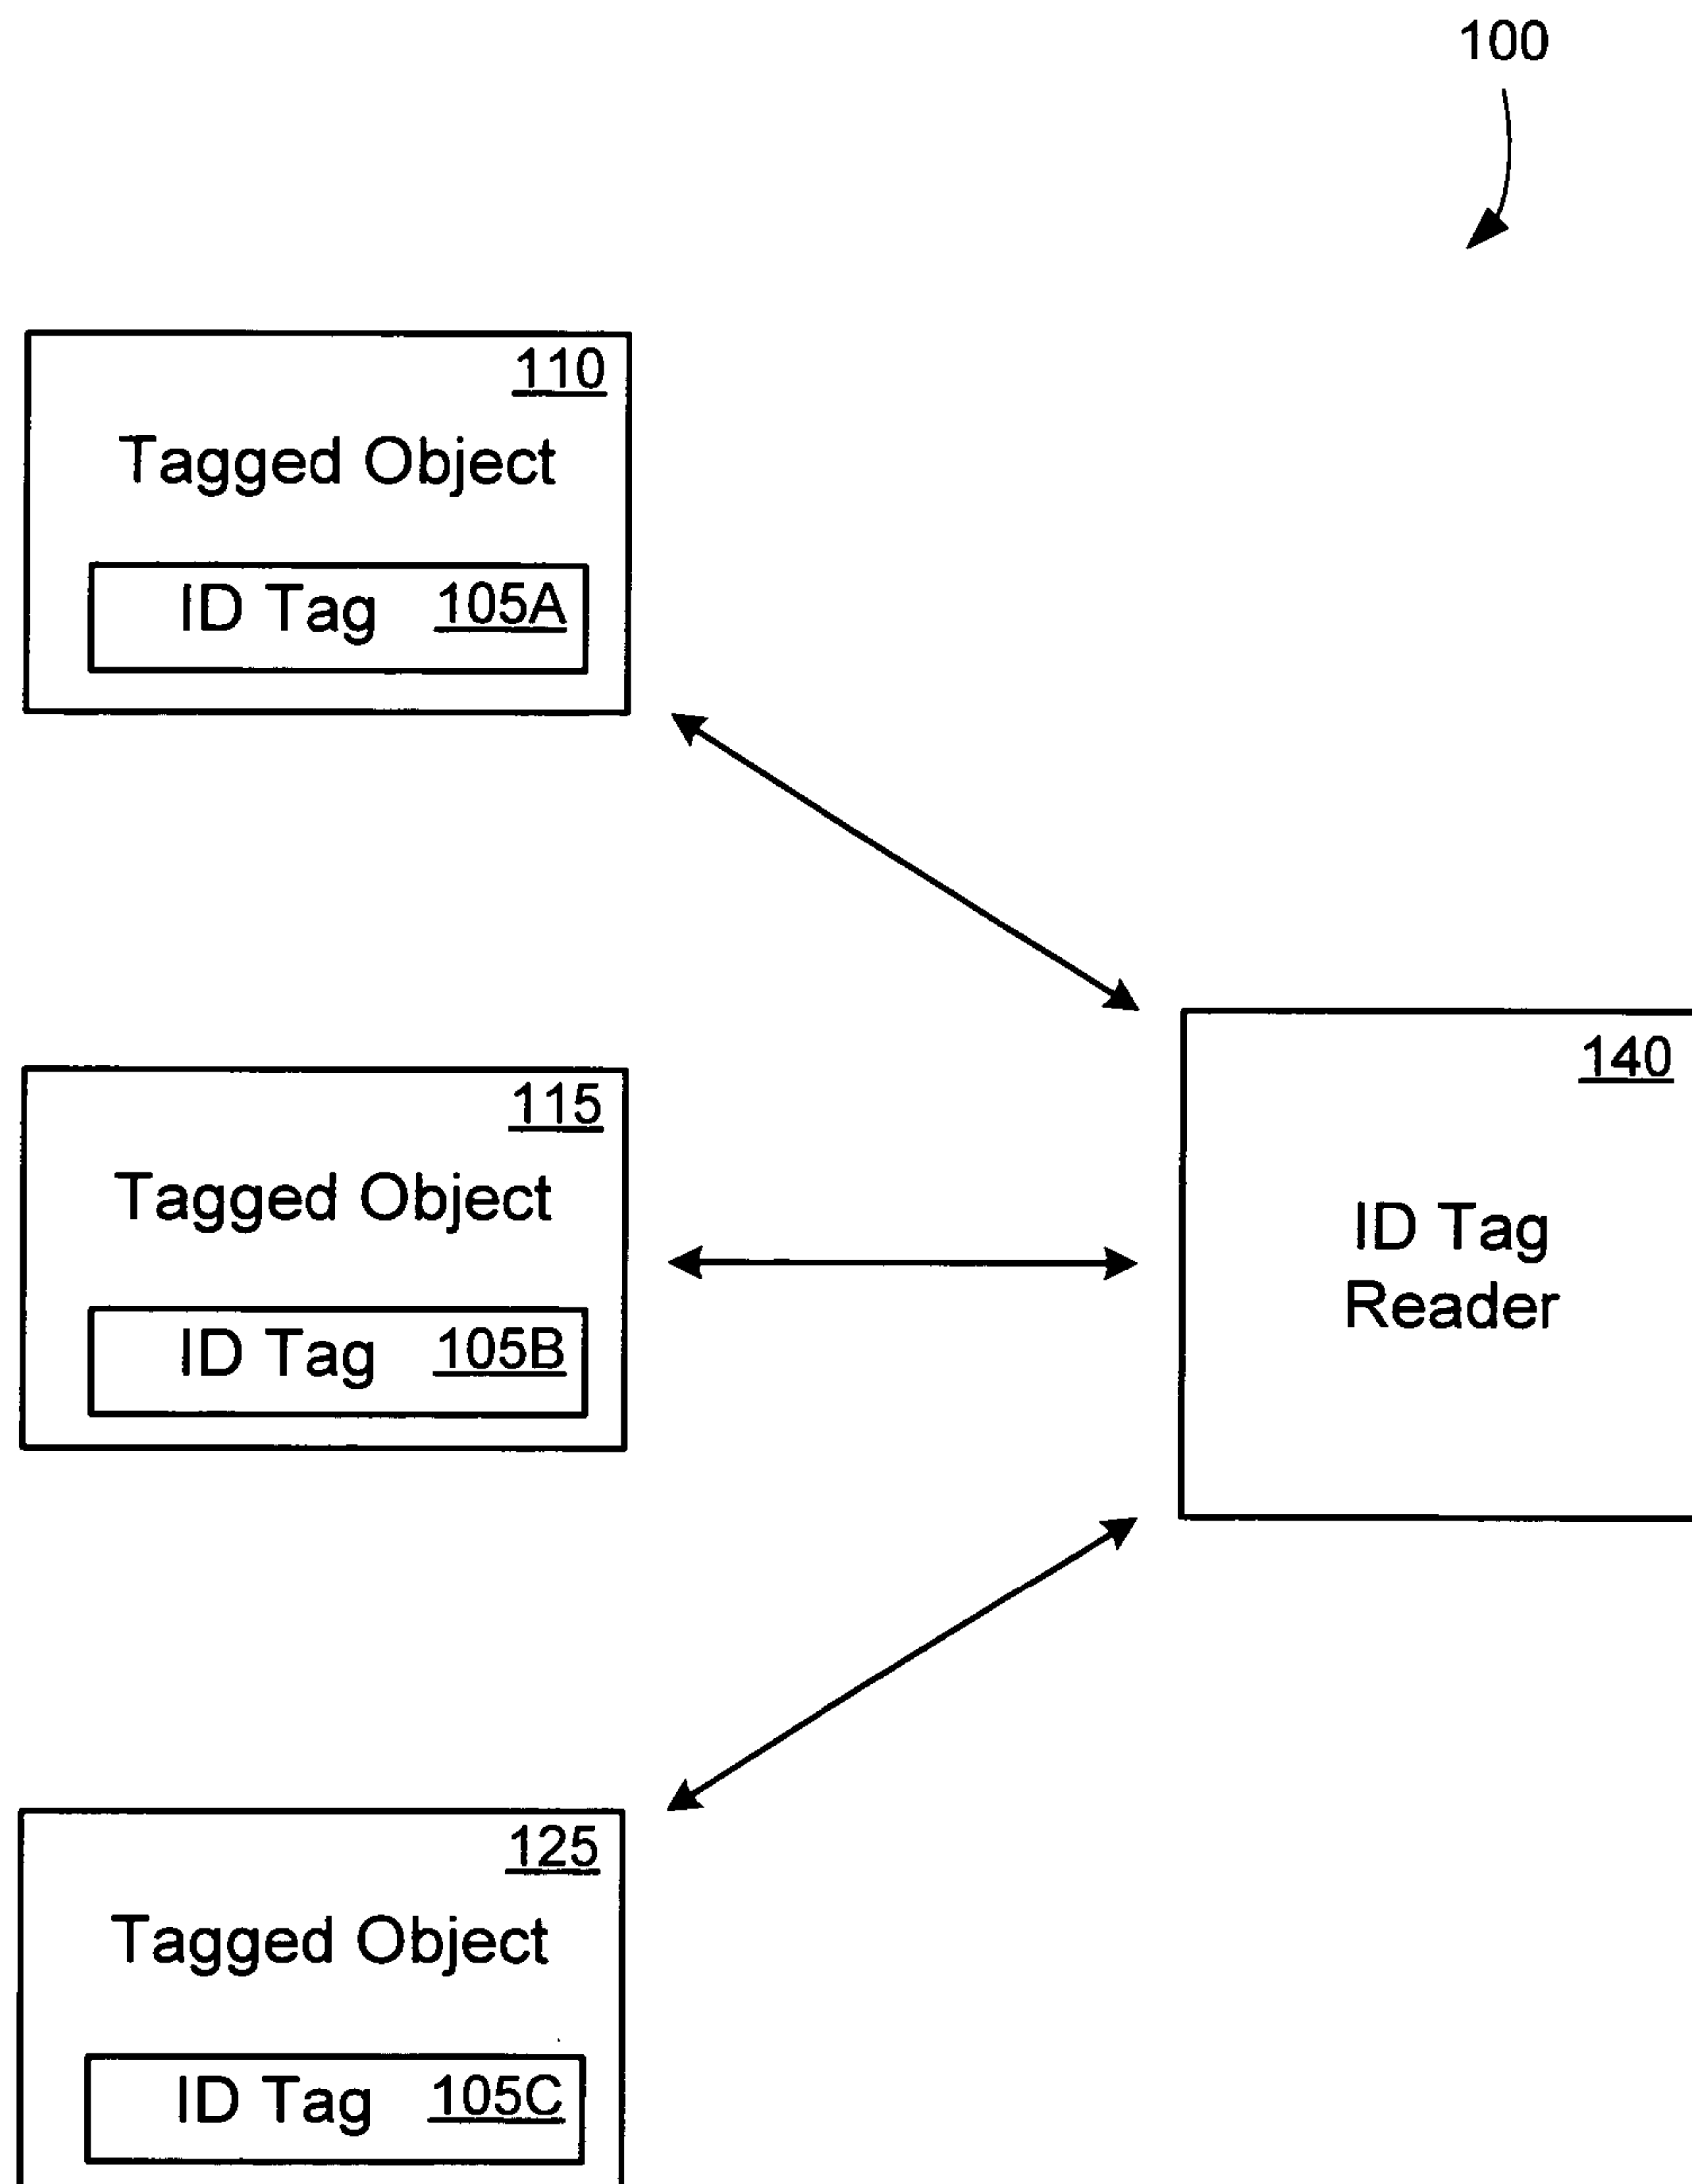 100
110
Tagged Object
ID Tag 105A
140
ID Tag
Reader
115
Tagged Object
ID Tag 105B
125
Tagged Object
ID Tag 105C